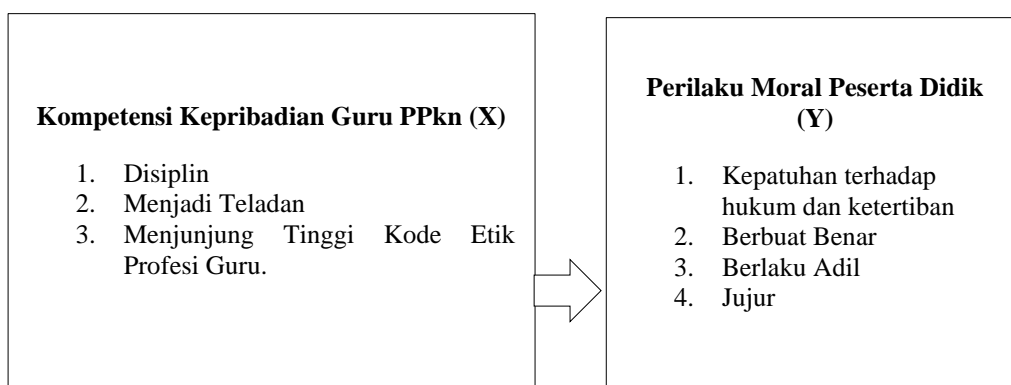 Kompetensi Kepribadian Guru PPkn (X)
1. Disiplin
2. Menjadi Teladan
3. Menjunjung Tinggi Kode Etik
Profesi Guru.
Perilaku Moral Peserta Didik
(Y)
1. Kepatuhan terhadap
hukum dan ketertiban
2. Berbuat Benar
3. Berlaku Adil
4. Jujur